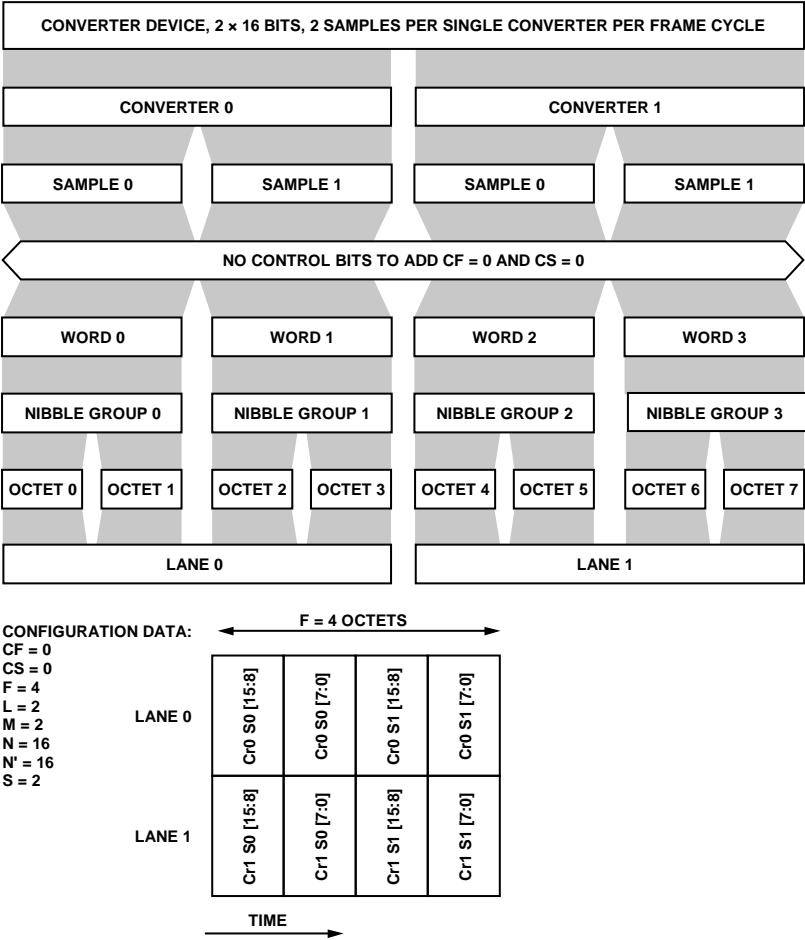 CONVERTER DEVICE, 2 × 16 BITS, 2 SAMPLES PER SINGLE CONVERTER PER FRAME CYCLE
CONVERTER 0 CONVERTER 1
SAMPLE 0 SAMPLE 1 SAMPLE 0 SAMPLE 1
NO CONTROL BITS TO ADD CF = 0 AND CS = 0
WORD 0 WORD 1 WORD 2 WORD 3
NIBBLE GROUP 0 NIBBLE GROUP 1 NIBBLE GROUP 2 NIBBLE GROUP 3
OCTET 0 OCTET 1 OCTET 2 OCTET 3 OCTET 4 OCTET 5 OCTET 6 OCTET 7
LANE 0 LANE 1
CONFIGURATION DATA:
CF = 0
CS = 0
F = 4
L = 2
M = 2
N = 16
N' = 16
S = 2
F = 4 OCTETS
LANE 0
Cr0 S0 [15:8]
Cr0 S0 [7:0]
Cr0 S1 [15:8]
Cr0 S1 [7:0]
LANE 1
Cr1 S0 [15:8]
Cr1 S0 [7:0]
Cr1 S1 [15:8]
Cr1 S1 [7:0]
TIME